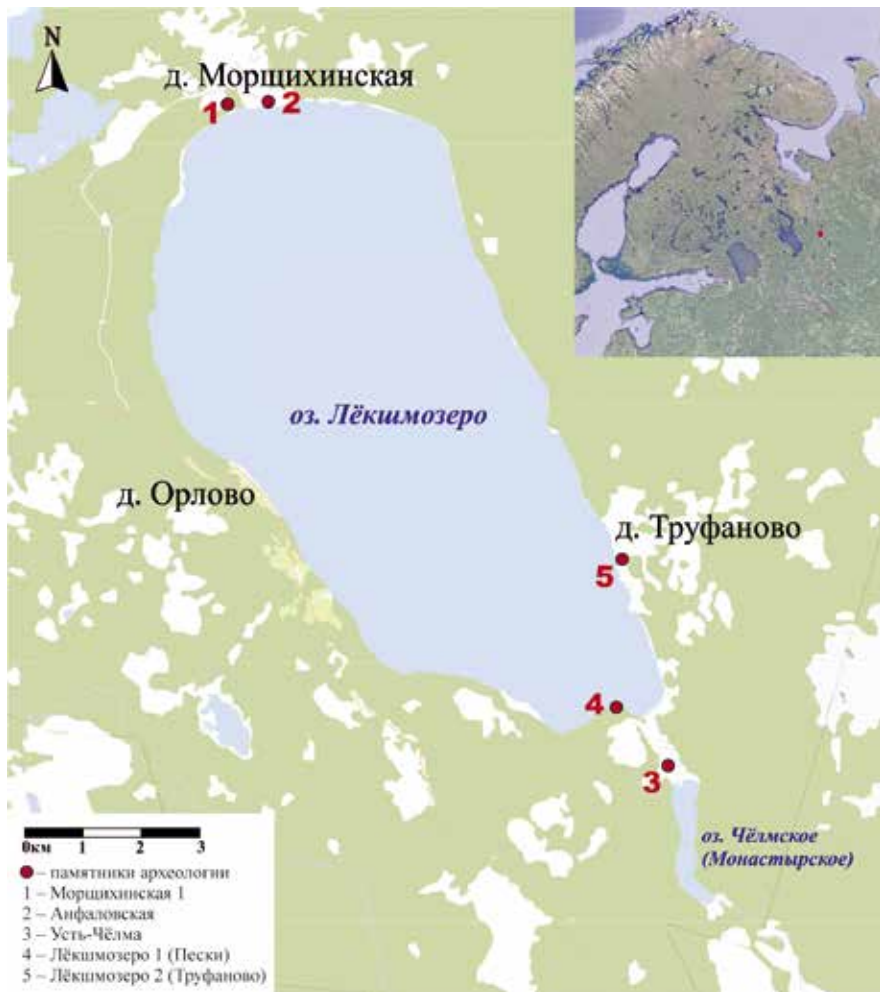 N
д. Морщихинская
1
2
оз. Лёкшмозеро
д. Орлово
д. Труфаново
5
4
3
оз. Чёлмское
(Монастырское)
0км 1 2 3
– памятники археологии
1 – Морщихинская 1
2 – Анфаловская
3 – Усть-Чёлма
4 – Лёкшмозеро 1 (Пески)
5 – Лёкшмозеро 2 (Труфаново)